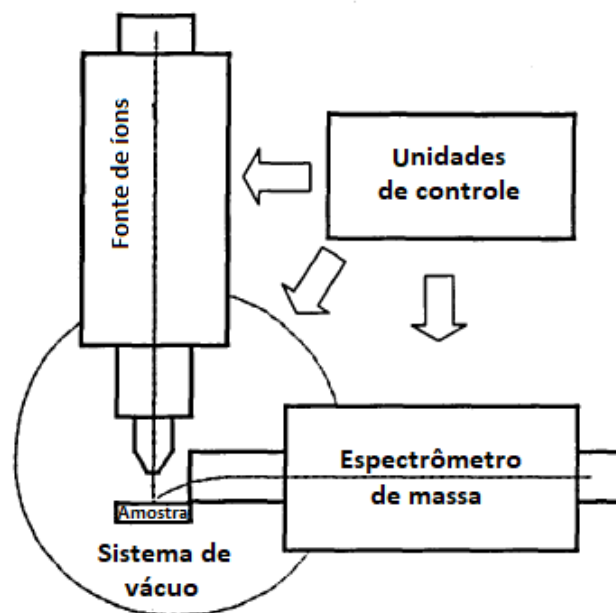 Fonte de íons
Unidades
de controle
Espectrômetro
de massa
Amostra
Sistema de
vácuo